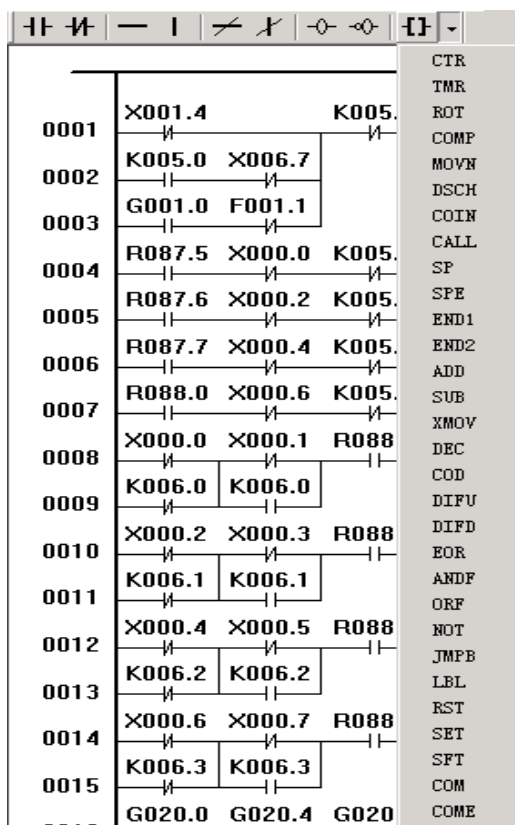 X001.4 K005.
0001
K005.0 X006.7
0002
G001.0 F001.1
0003
R087.5 X000.0 K005.
0004
R087.6 X000.2 K005.
0005
R087.7 X000.4 K005.
0006
R088.0 X000.6 K005.
0007
X000.0 X000.1 R088
0008
K006.0 K006.0
0009
X000.2 X000.3 R088
0010
K006.1 K006.1
0011
X000.4 X000.5 R088
0012
K006.2 K006.2
0013
X000.6 X000.7 R088
0014
K006.3 K006.3
0015
G020.0 G020.4 G020
CTR
TMR
ROT
COMP
MOVN
DSCH
COIN
CALL
SP
SPE
END1
END2
ADD
SUB
XMOV
DEC
COD
DIFU
DIFD
EOR
ANDF
ORF
NOT
JMPB
LBL
RST
SET
SFT
COM
COME